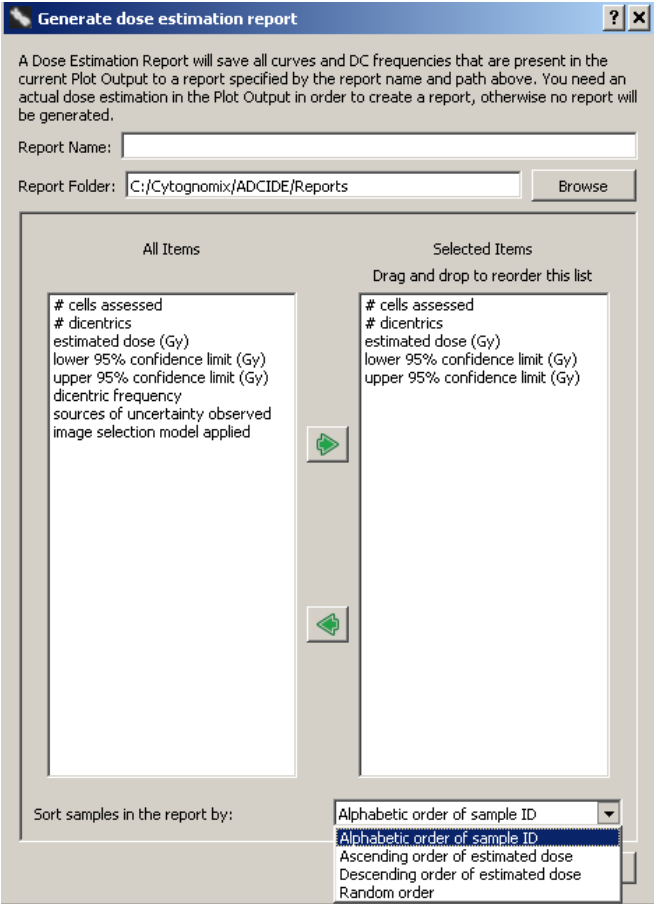 Generate dose estimation report
A Dose Estimation Report will save all curves and DC frequencies that are present in the
current Plot Output to a report specified by the report name and path above. You need an
actual dose estimation in the Plot Output in order to create a report, otherwise no report will
be generated.
Report Name:
Report Folder: C:/Cytognomix/ADCIDE/Reports Browse
All Items
# cells assessed
# dicentrics
estimated dose (Gy)
lower 95% confidence limit (Gy)
upper 95% confidence limit (Gy)
dicentric frequency
sources of uncertainty observed
image selection model applied
Selected Items
Drag and drop to reorder this list
# cells assessed
# dicentrics
estimated dose (Gy)
lower 95% confidence limit (Gy)
upper 95% confidence limit (Gy)
Sort samples in the report by: Alphabetic order of sample ID
Alphabetic order of sample ID
Ascending order of estimated dose
Descending order of estimated dose
Random order